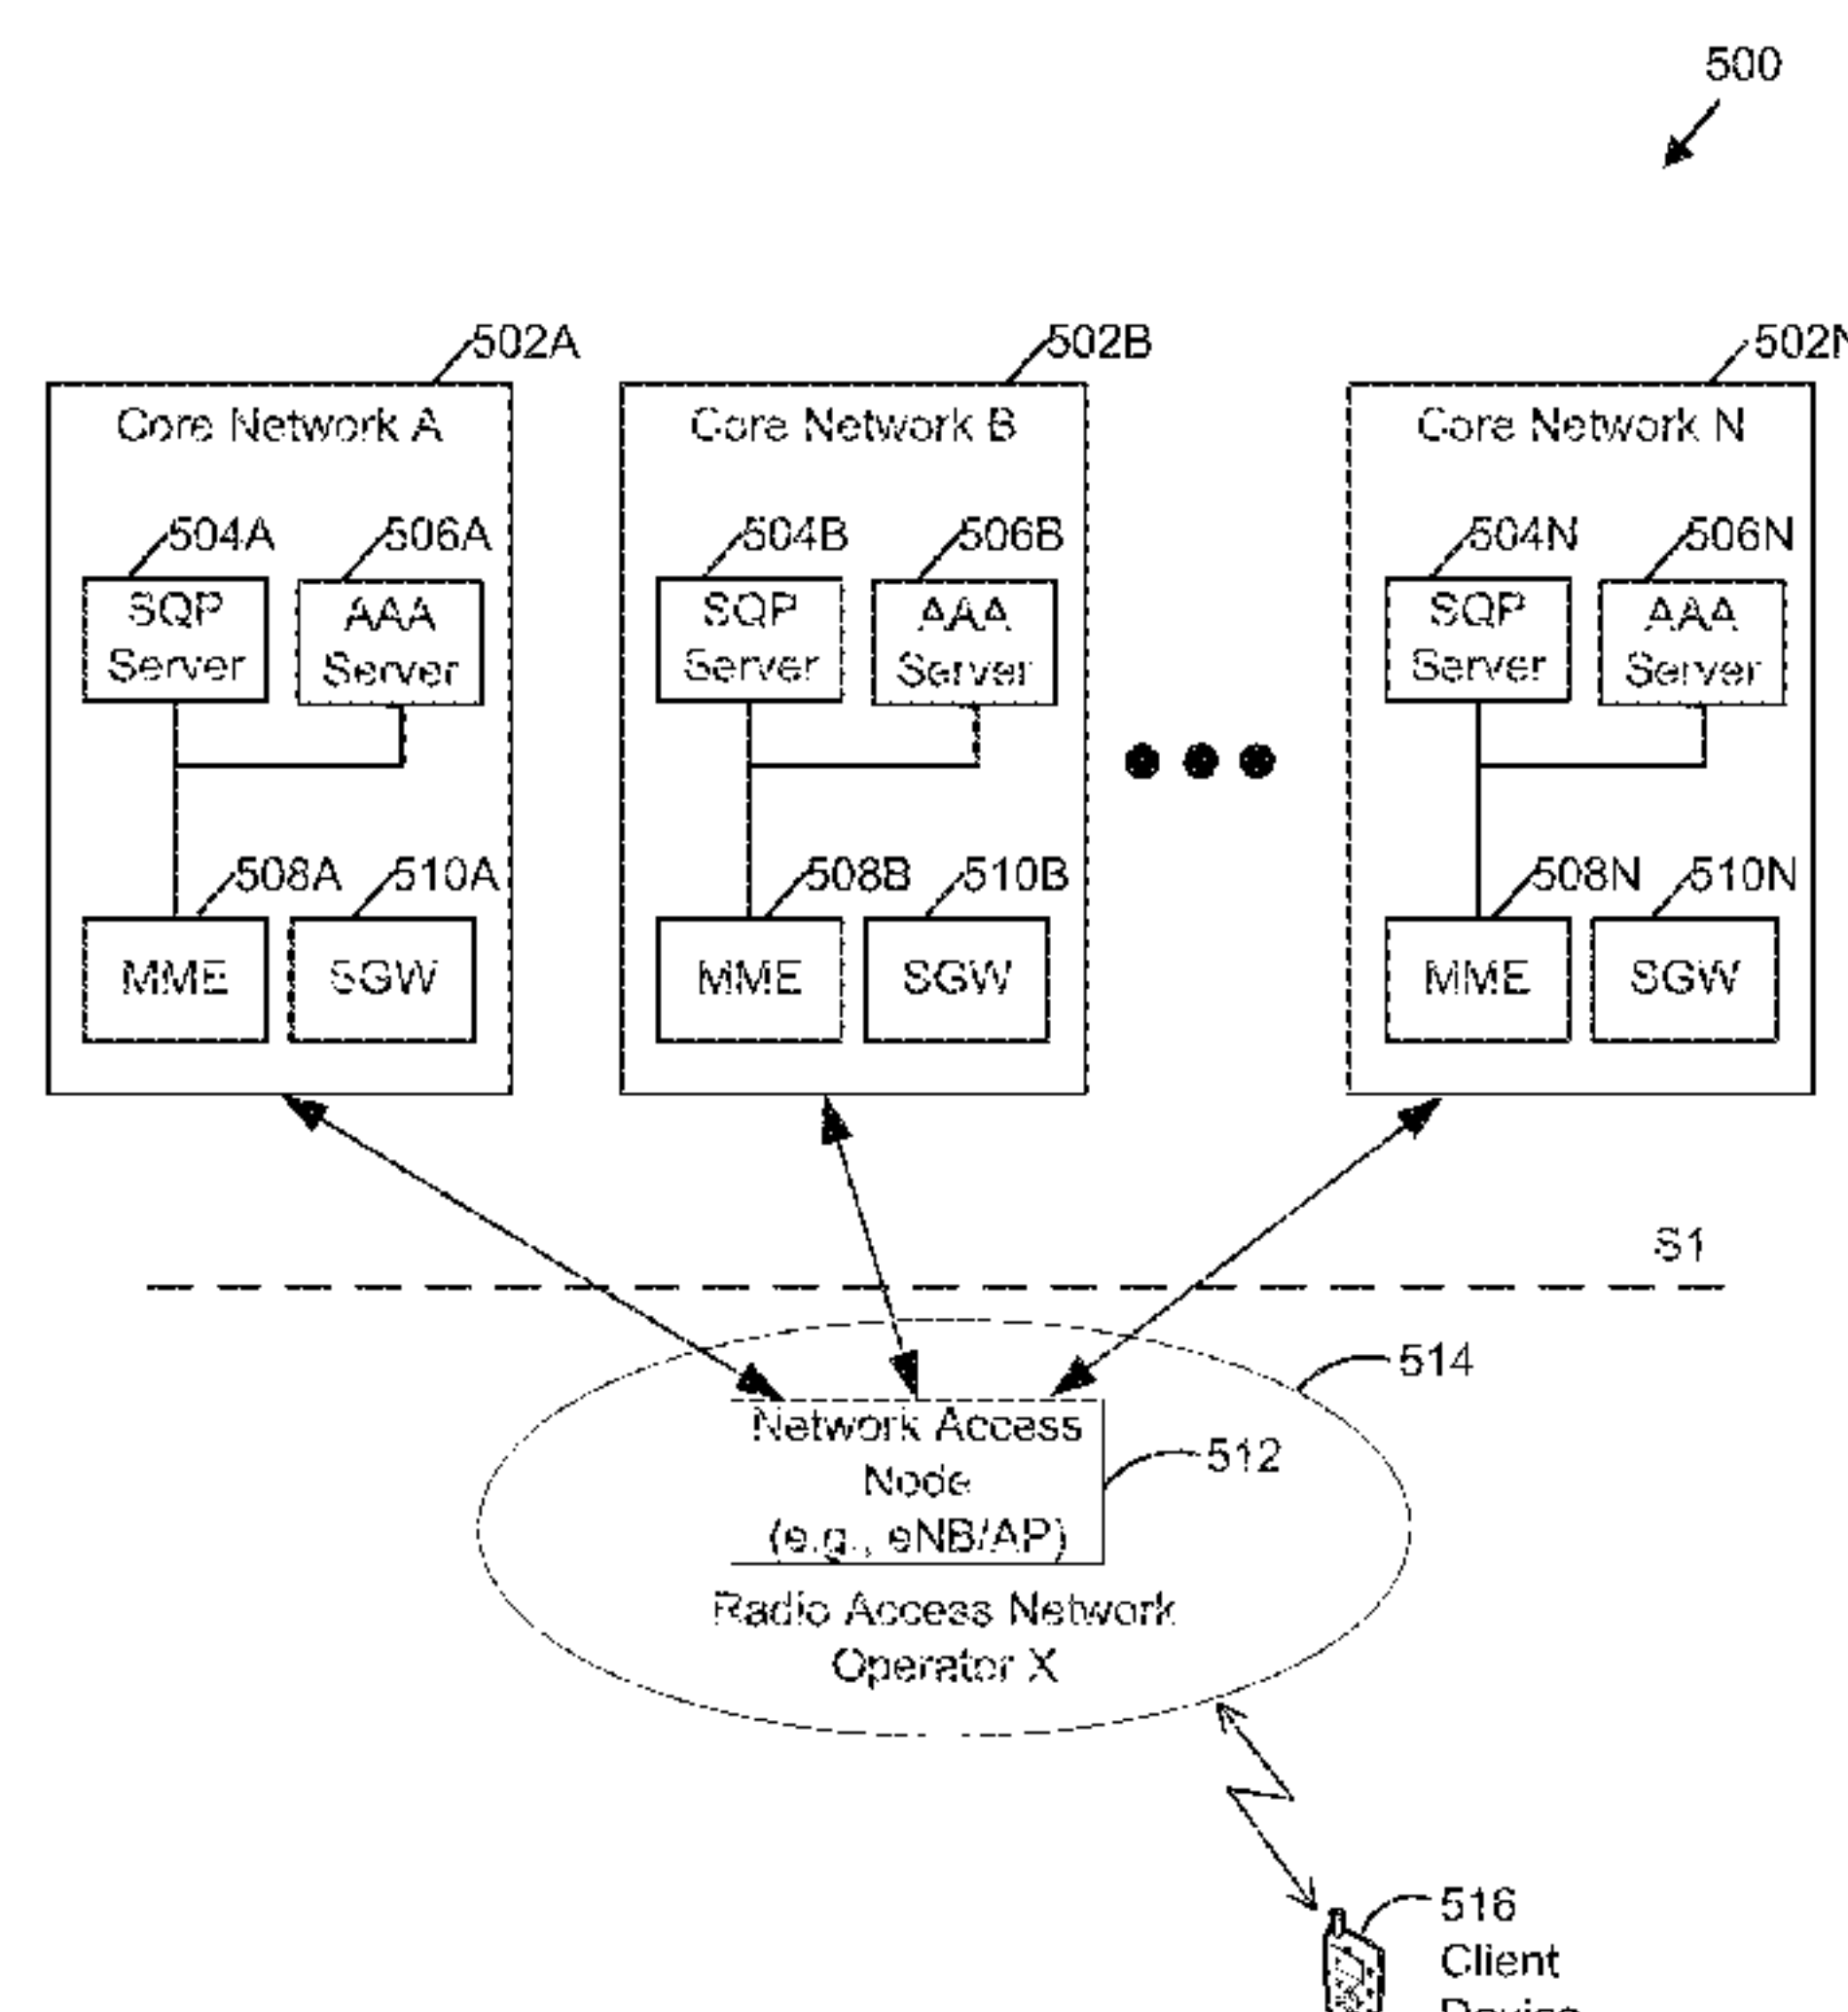 500
502A
502B
502N
Core Network A
Core Network B
Core Network N
504A
506A
504B
506B
504N
506N
SQP
Server
AAA
Server
SQP
Server
AAA
Server
SQP
Server
AAA
Server
508A
510A
508B
510B
508N
510N
MME
SGW
MME
SGW
MME
SGW
S1
514
Network Access
Node
(e.g., eNB/AP)
512
Radio Access Network
Operator X
516
Client
Device